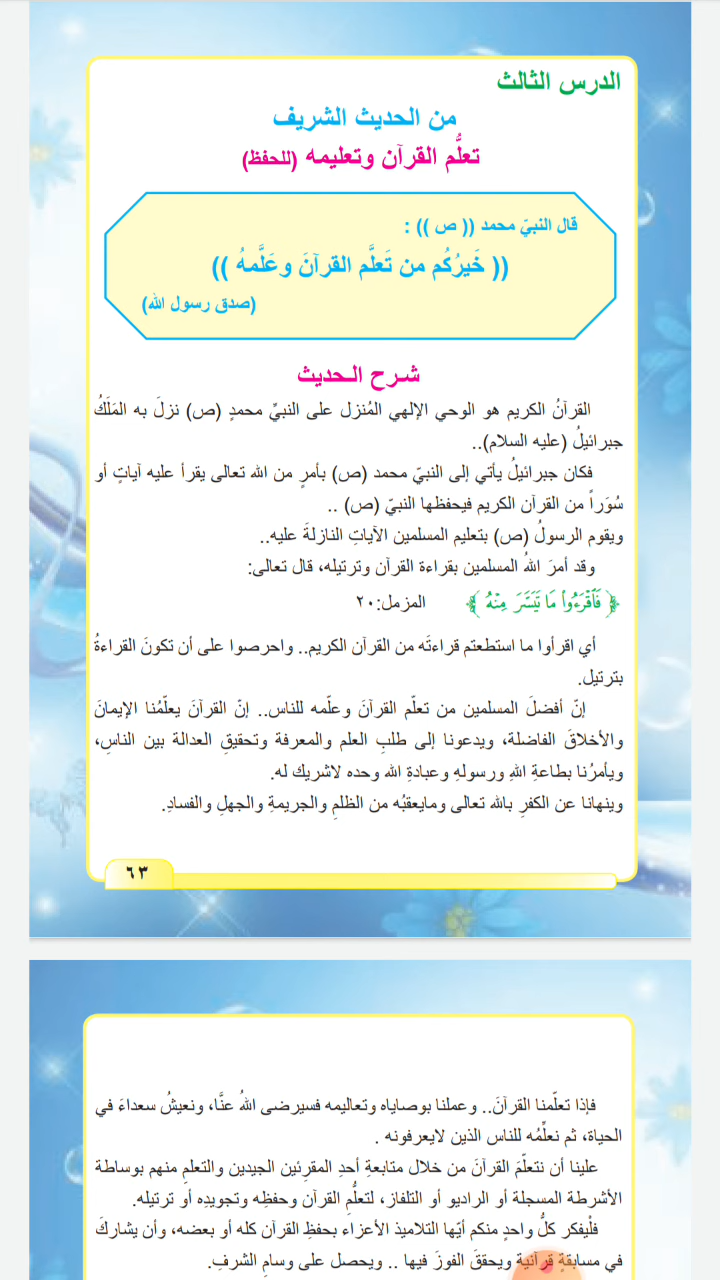 الدرس الثالث
من الحديث الشريف
تعلُّم القرآن وتعليمه (للحفظ)
قال النبيّ محمد (( ص )) :
(( خَيرُكُم من تَعلَّم القرآنَ وعَلَّمهُ ))
(صدق رسول الله)
شرح الحديث
القرآنُ الكريم هو الوحي الإلهي المُنزل على النبيِّ محمدٍ (ص) نزلَ به المَلَكُ
جبرائيلُ (عليه السلام)..
فكان جبرائيلُ يأتي إلى النبيّ محمد (ص) بأمرٍ من الله تعالى يقرأ عليه آياتٍ أو
سُوَراً من القرآن الكريم فيحفظها النبيّ (ص) ..
ويقوم الرسولُ (ص) بتعليم المسلمين الآياتِ النازلةَ عليه..
وقد أمرَ اللهُ المسلمين بقراءة القرآن وترتيله، قال تعالى:
﴿ فَٱقْرَءُوا۟ مَا تَيَسَّرَ مِنْهُ ﴾ المزمل:٢٠
أي اقرأوا ما استطعتم قراءتَه من القرآن الكريم.. واحرصوا على أن تكونَ القراءةُ
بترتيل.
إنّ أفضلَ المسلمين من تعلّم القرآنَ وعلّمه للناس.. إنّ القرآنَ يعلّمُنا الإيمانَ
والأخلاقَ الفاضلة، ويدعونا إلى طلبِ العلم والمعرفة وتحقيقِ العدالة بين الناسِ،
ويأمرُنا بطاعةِ اللهِ ورسولهِ وعبادةِ الله وحده لاشريك له.
وينهانا عن الكفرِ بالله تعالى ومايعقبُه من الظلمِ والجريمةِ والجهلِ والفسادِ.
٦٣
فإذا تعلّمنا القرآنَ.. وعملنا بوصاياه وتعاليمه فسيرضى اللهُ عنَّا، ونعيشُ سعداءَ في
الحياة، ثم نعلِّمُه للناس الذين لايعرفونه .
علينا أن نتعلّمَ القرآنَ من خلال متابعةِ أحدِ المقرِئين الجيدين والتعلم منهم بوساطة
الأشرطة المسجلة أو الراديو أو التلفاز، لتعلُّمِ القرآن وحفظِه وتجويدِه أو ترتيله.
فلْيفكر كلُّ واحدٍ منكم أيّها التلاميذ الأعزاء بحفظ القرآن كله أو بعضه، وأن يشاركَ
في مسابقةٍ قرآنية ويحققَ الفوزَ فيها .. ويحصل على وسامِ الشرفِ.